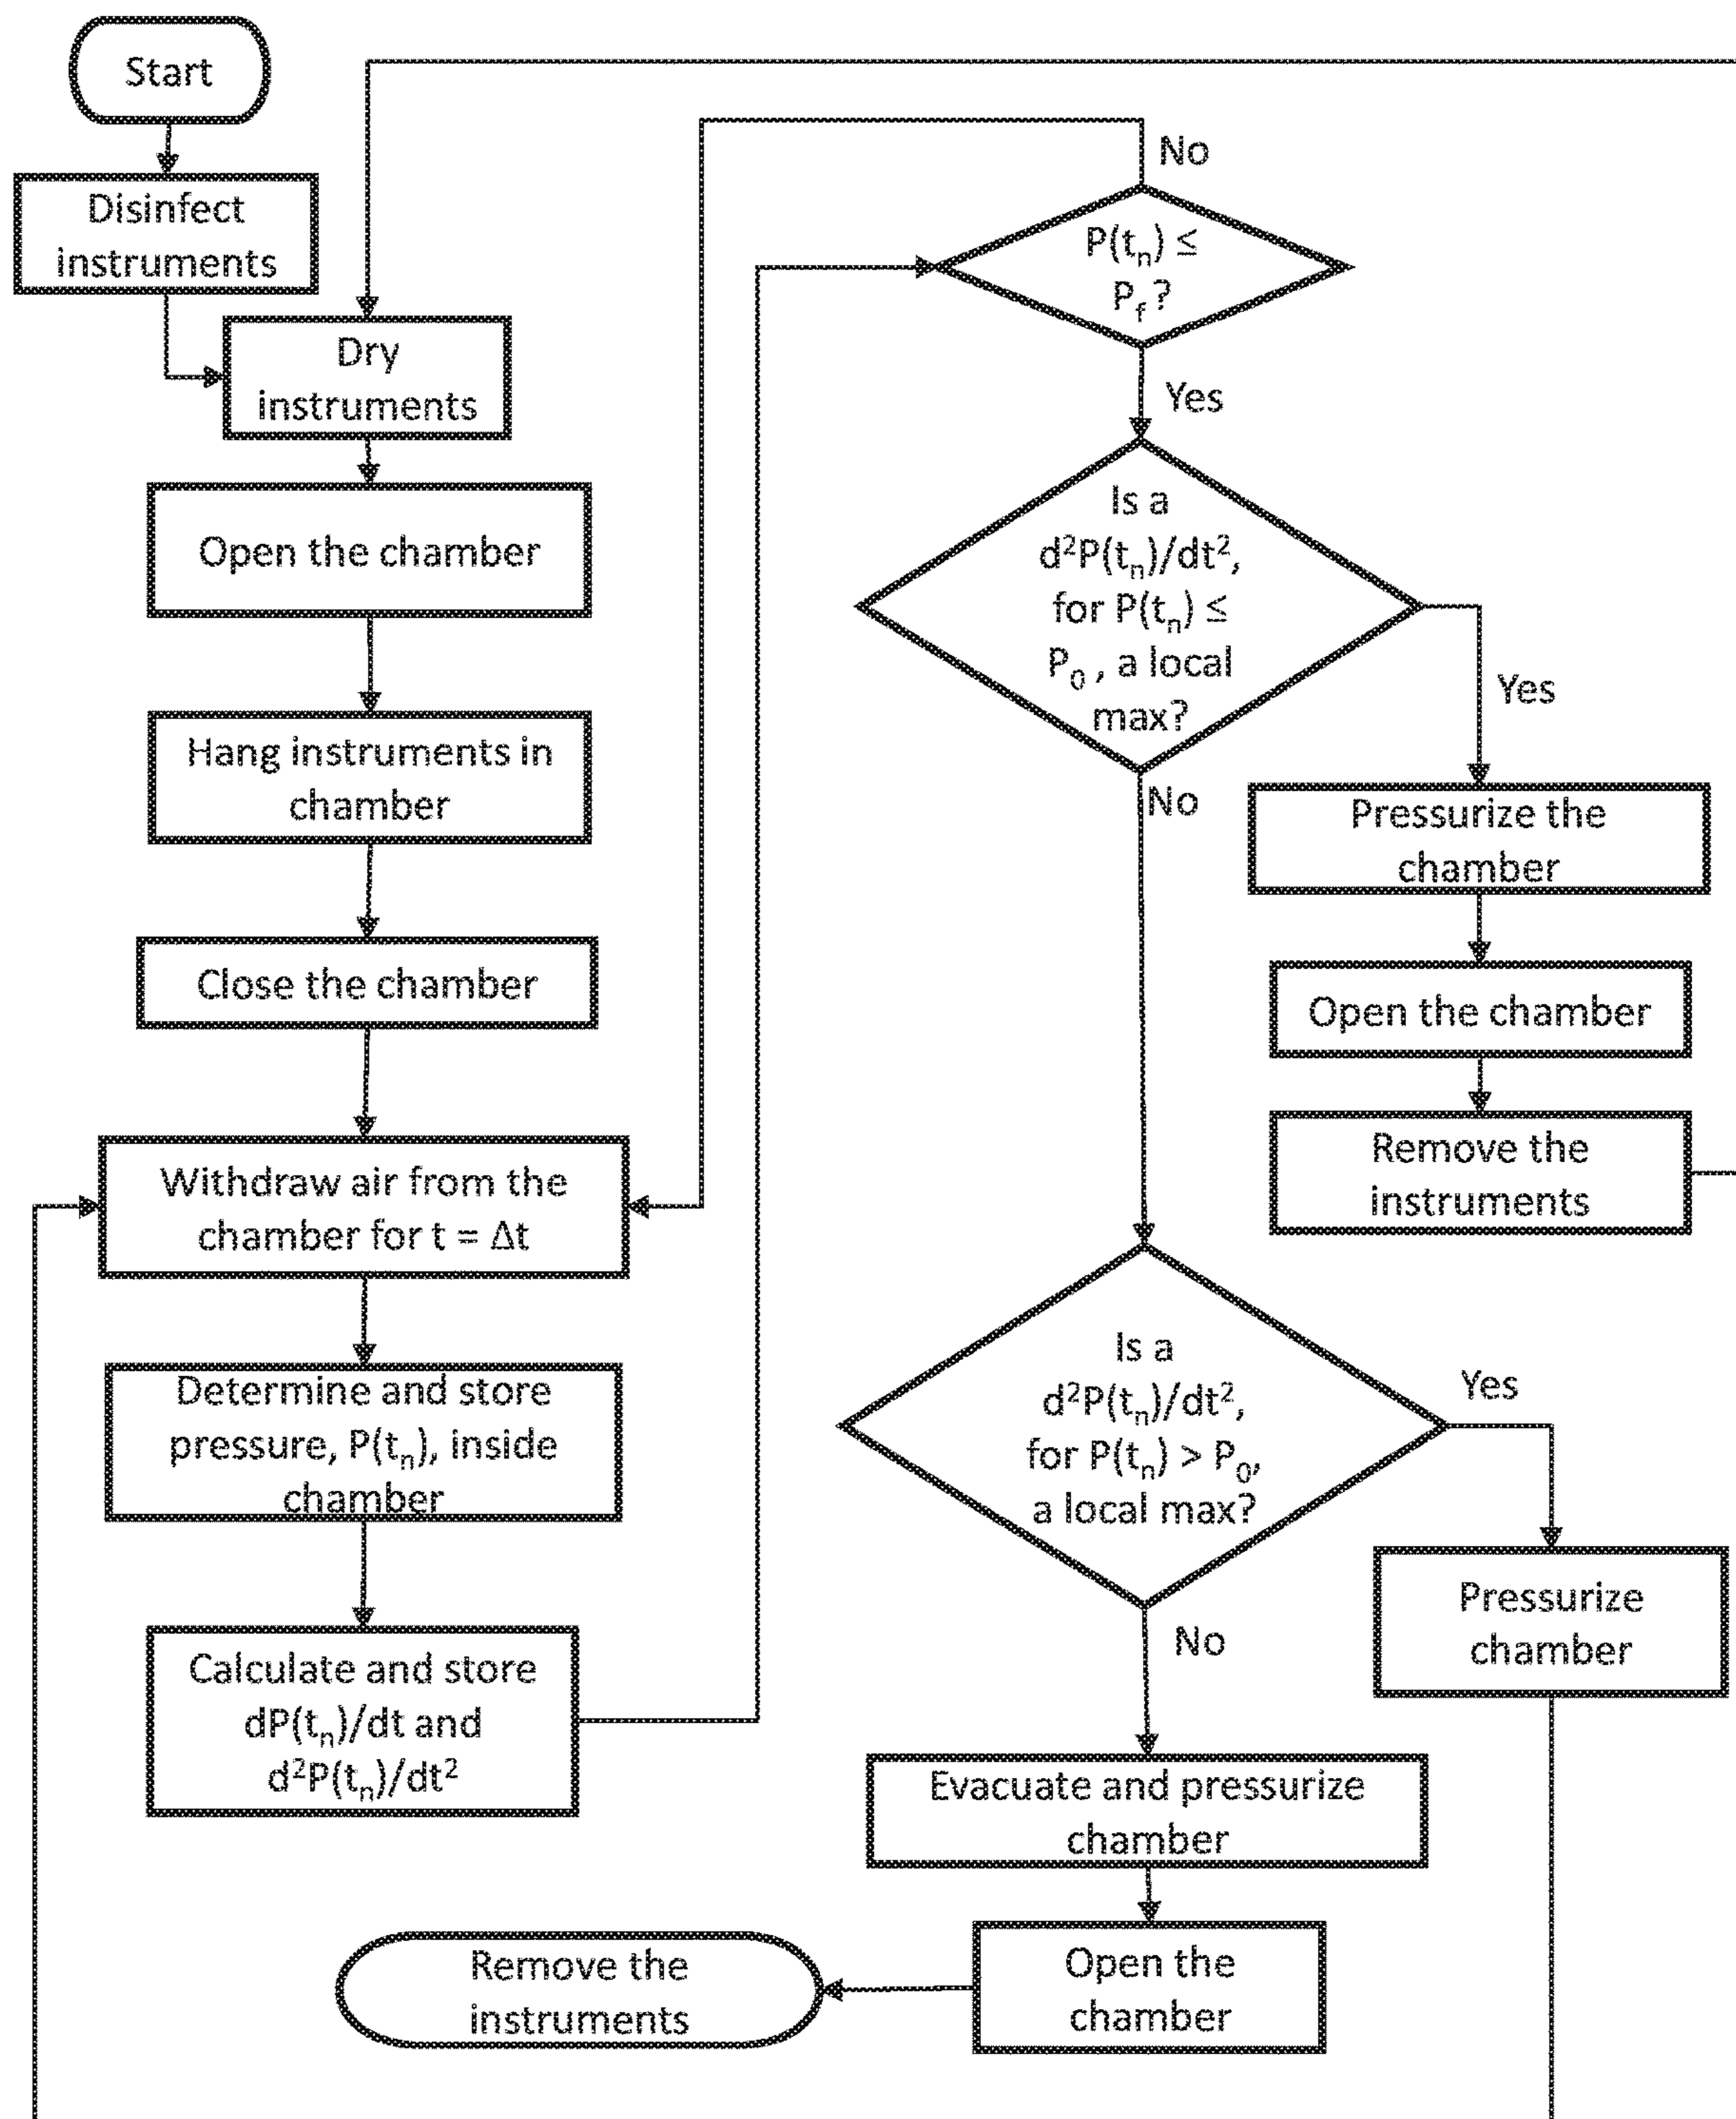 Start
Disinfect
instruments
Dry
instruments
Open the chamber
Hang instruments in
chamber
Close the chamber
Withdraw air from the
chamber for t = Δt
Determine and store
pressure, P(tₙ), inside
chamber
Calculate and store
dP(tₙ)/dt and
d²P(tₙ)/dt²
No
P(tₙ) ≤
P_f ?
Yes
Is a
d²P(tₙ)/dt²,
for P(tₙ) ≤
P₀ , a local
max?
Yes
No
Pressurize the
chamber
Open the chamber
Remove the
instruments
Is a
d²P(tₙ)/dt²,
for P(tₙ) > P₀,
a local max?
Yes
No
Pressurize
chamber
Evacuate and pressurize
chamber
Open the
chamber
Remove the
instruments